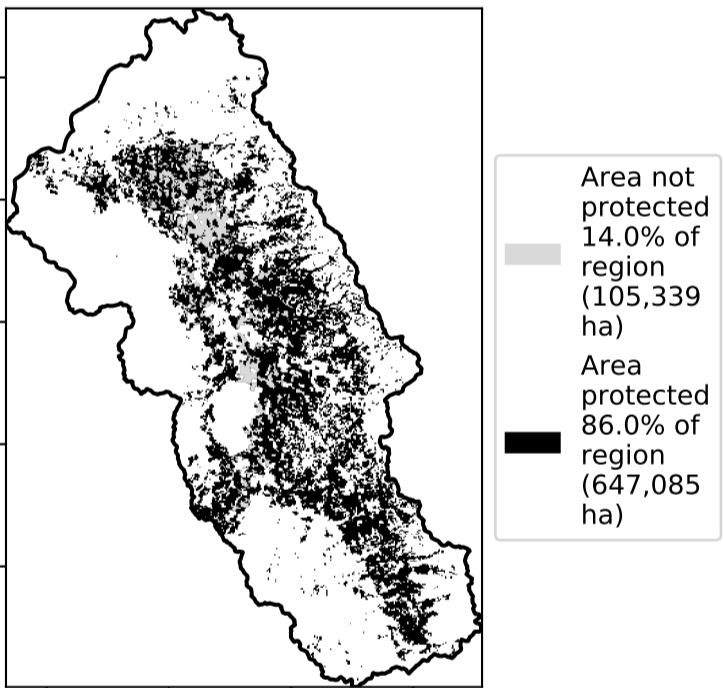 Area not
protected
14.0% of
region
(105,339
ha)
Area
protected
86.0% of
region
(647,085
ha)